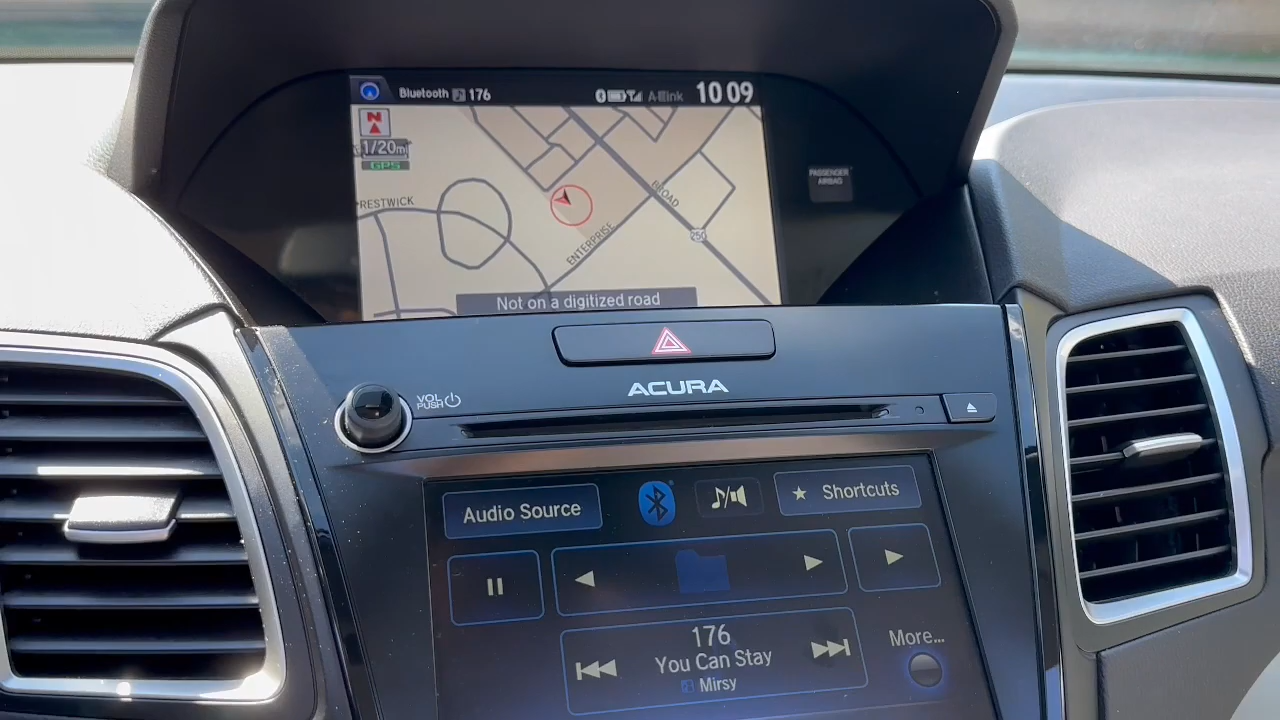 Bluetooth 176
A-Elink 10 09
N
1/20mi
GPS
PASSENGER
AIRBAG
RESTWICK
BROAD
ENTERPRISE
250
Not on a digitized road
ACURA
VOL
PUSH
Audio Source
Shortcuts
176
You Can Stay
Mirsy
More...